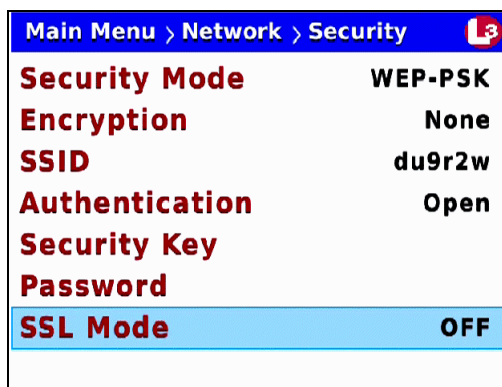 Main Menu > Network > Security L3
Security Mode WEP-PSK
Encryption None
SSID du9r2w
Authentication Open
Security Key
Password
SSL Mode OFF